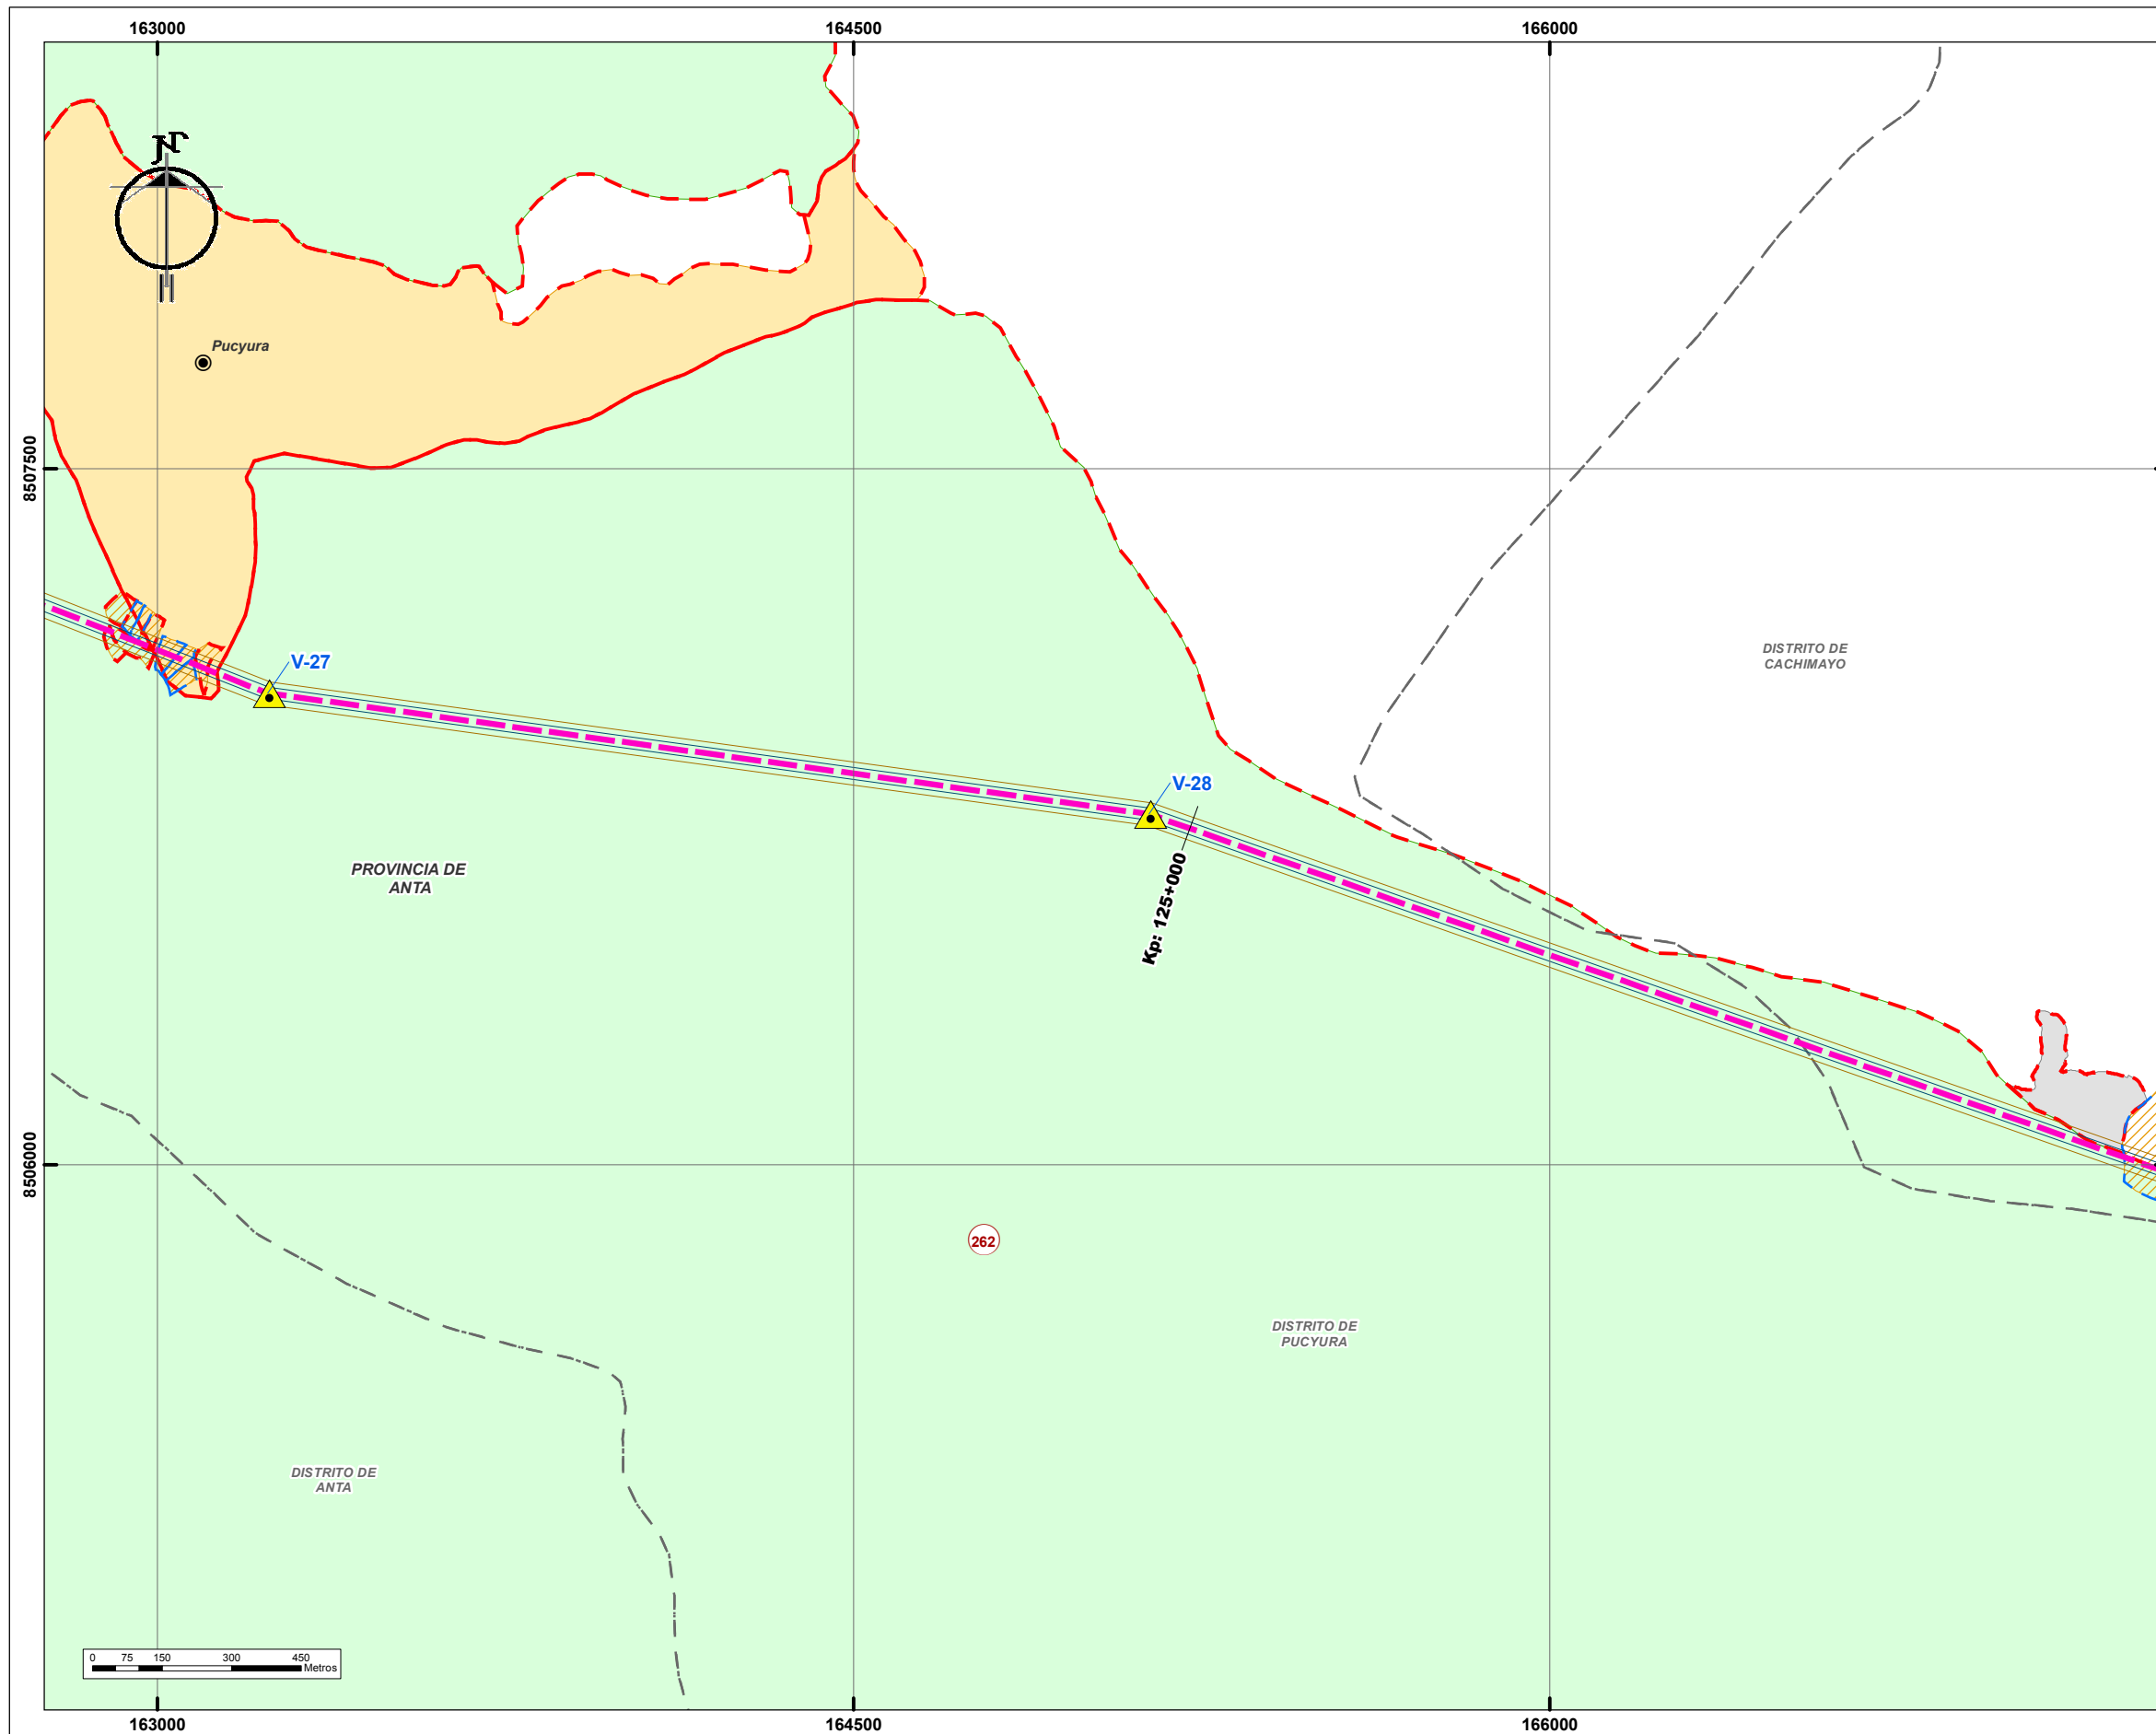 163000
164500
166000
N
Pucyura
8507500
V-27
DISTRITO DE
CACHIMAYO
V-28
Kp: 125+000
PROVINCIA DE
ANTA
8506000
262
DISTRITO DE
PUCYURA
DISTRITO DE
ANTA
0 75 150 300 450
Metros
163000
164500
166000